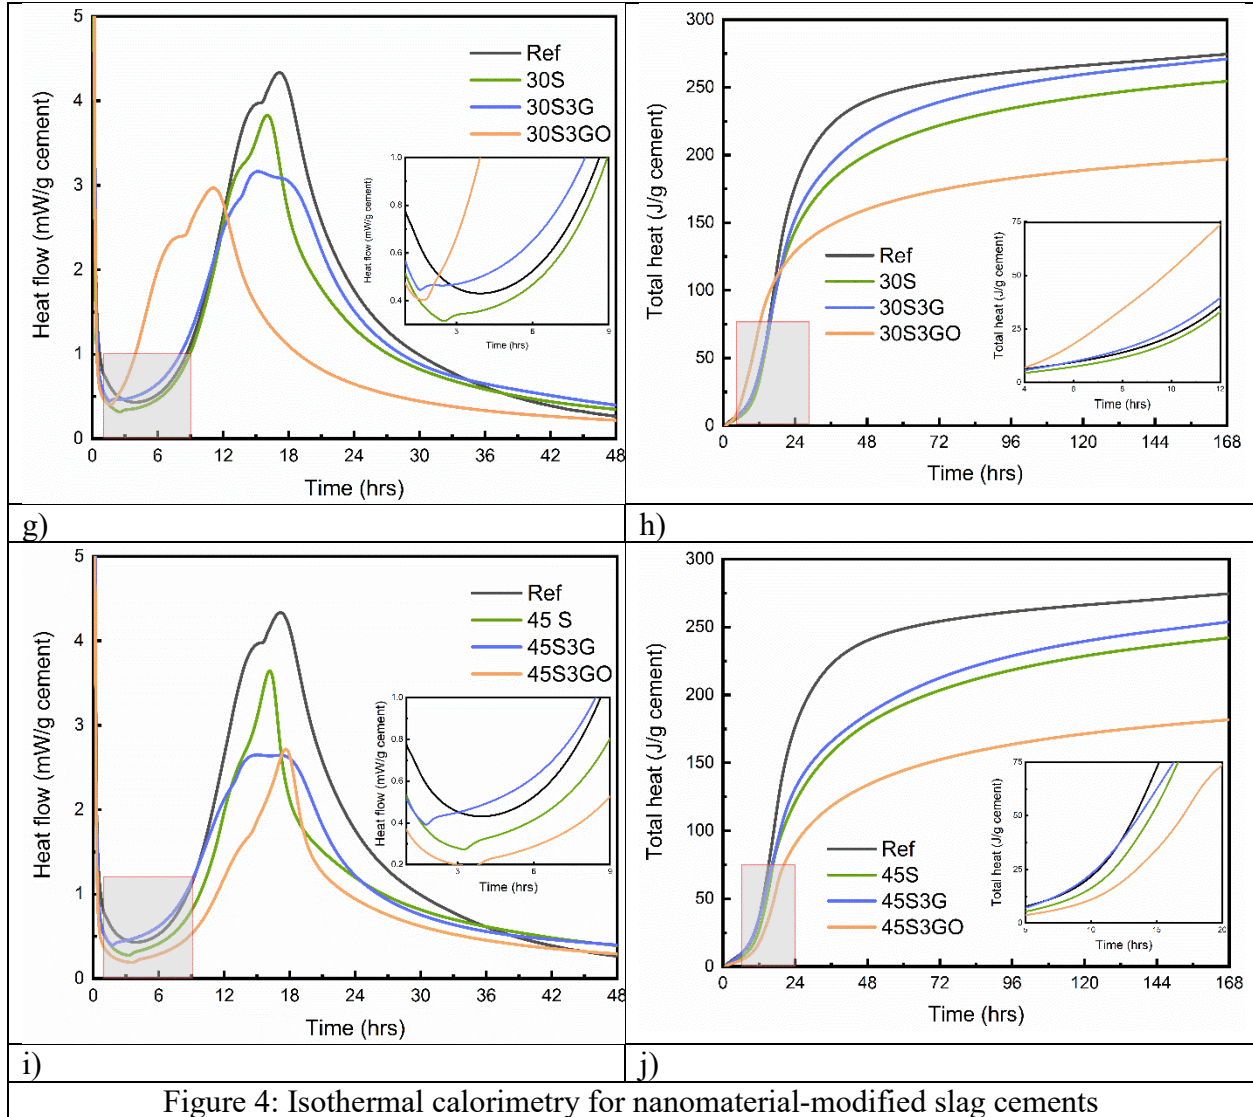 5
4
3
2
1
0
Heat flow (mW/g cement)
0 6 12 18 24 30 36 42 48
Time (hrs)
Ref
30S
30S3G
30S3GO
1.0
0.8
0.6
0.4
Heat flow (mW/g cement)
3 6 9
Time (hrs)
300
250
200
150
100
50
0
Total heat (J/g cement)
0 24 48 72 96 120 144 168
Time (hrs)
Ref
30S
30S3G
30S3GO
75
50
25
0
Total heat (J/g cement)
4 6 8 10 12
Time (hrs)
g)
h)
5
4
3
2
1
0
Heat flow (mW/g cement)
0 6 12 18 24 30 36 42 48
Time (hrs)
Ref
45 S
45S3G
45S3GO
1.0
0.8
0.6
0.4
0.2
Heat flow (mW/g cement)
3 6 9
Time (hrs)
300
250
200
150
100
50
0
Total heat (J/g cement)
0 24 48 72 96 120 144 168
Time (hrs)
Ref
45S
45S3G
45S3GO
75
50
25
0
Total heat (J/g cement)
5 10 15 20
Time (hrs)
i)
j)
Figure 4: Isothermal calorimetry for nanomaterial-modified slag cements